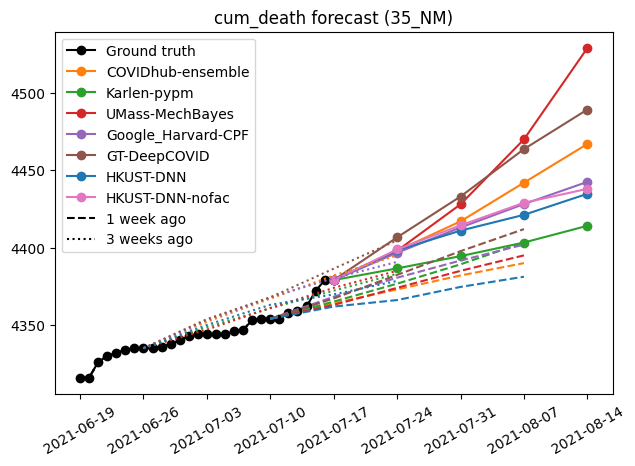 cum_death forecast (35_NM)
Ground truth
COVIDhub-ensemble
Karlen-pypm
UMass-MechBayes
Google_Harvard-CPF
GT-DeepCOVID
HKUST-DNN
HKUST-DNN-nofac
1 week ago
3 weeks ago
4500
4450
4400
4350
2021-06-19
2021-06-26
2021-07-03
2021-07-10
2021-07-17
2021-07-24
2021-07-31
2021-08-07
2021-08-14